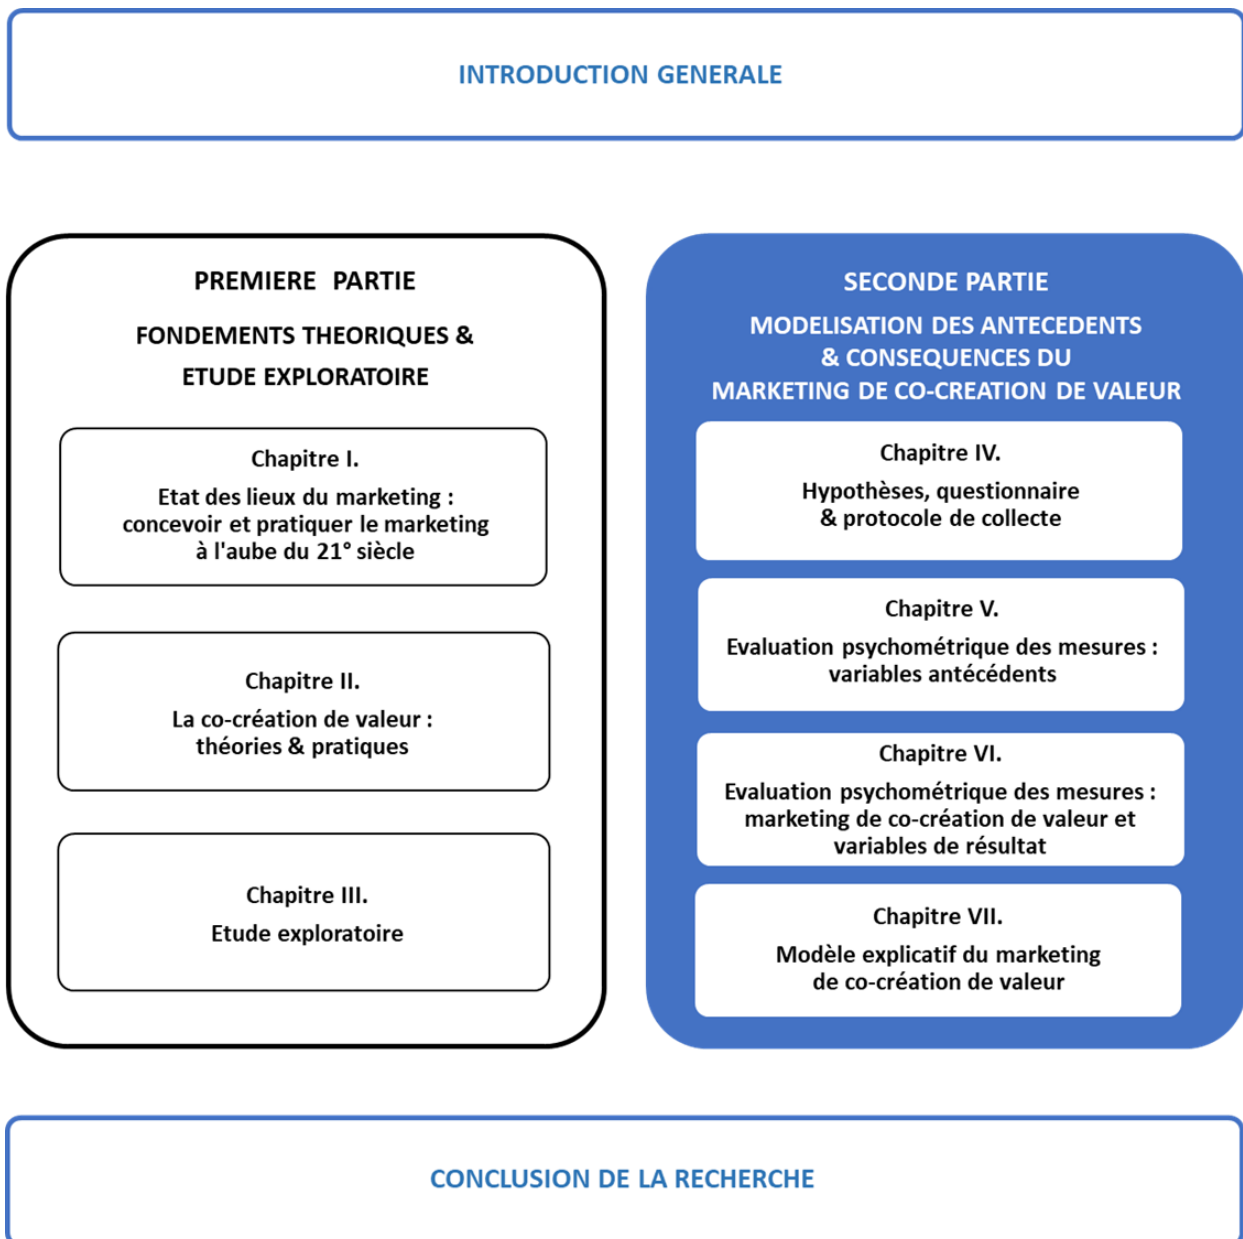 INTRODUCTION GENERALE
PREMIERE PARTIE
FONDEMENTS THEORIQUES &
ETUDE EXPLORATOIRE
Chapitre I.
Etat des lieux du marketing :
concevoir et pratiquer le marketing
à l'aube du 21° siècle
Chapitre II.
La co-création de valeur :
théories & pratiques
Chapitre III.
Etude exploratoire
SECONDE PARTIE
MODELISATION DES ANTECEDENTS
& CONSEQUENCES DU
MARKETING DE CO-CREATION DE VALEUR
Chapitre IV.
Hypothèses, questionnaire
& protocole de collecte
Chapitre V.
Evaluation psychométrique des mesures :
variables antécédents
Chapitre VI.
Evaluation psychométrique des mesures :
marketing de co-création de valeur et
variables de résultat
Chapitre VII.
Modèle explicatif du marketing
de co-création de valeur
CONCLUSION DE LA RECHERCHE